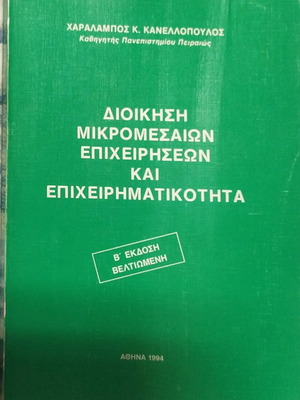 ΧΑΡΑΛΑΜΠΟΣ Κ. ΚΑΝΕΛΛΟΠΟΥΛΟΣ
Καθηγητής Πανεπιστημίου Πειραιώς
ΔΙΟΙΚΗΣΗ
ΜΙΚΡΟΜΕΣΑΙΩΝ
ΕΠΙΧΕΙΡΗΣΕΩΝ
ΚΑΙ
ΕΠΙΧΕΙΡΗΜΑΤΙΚΟΤΗΤΑ
Β΄ ΕΚΔΟΣΗ
ΒΕΛΤΙΩΜΕΝΗ
ΑΘΗΝΑ 1994